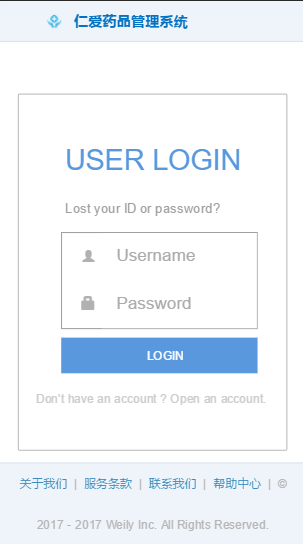 仁爱药品管理系统
USER LOGIN
Lost your ID or password?
Username
Password
LOGIN
Don't have an account ? Open an account.
关于我们 | 服务条款 | 联系我们 | 帮助中心 | ©
2017 - 2017 Weily Inc. All Rights Reserved.